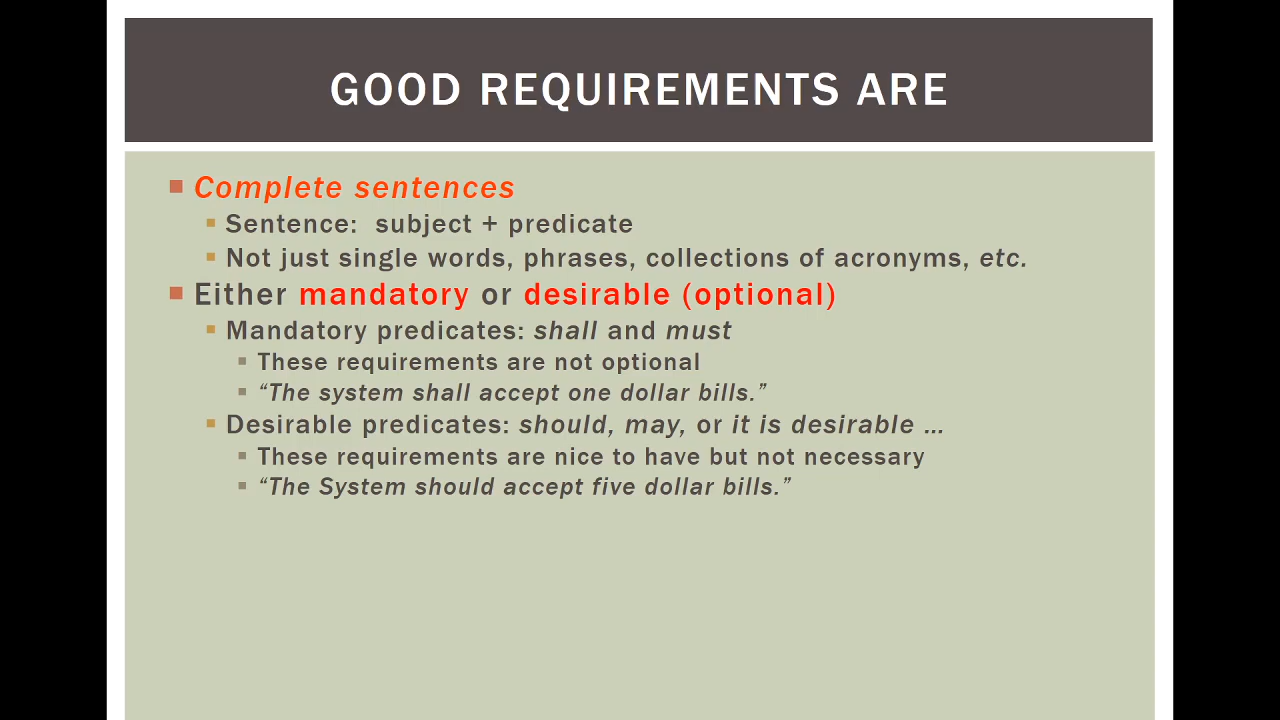 GOOD REQUIREMENTS ARE
Complete sentences
Sentence: subject + predicate
Not just single words, phrases, collections of acronyms, etc.
Either mandatory or desirable (optional)
Mandatory predicates: shall and must
These requirements are not optional
“The system shall accept one dollar bills.”
Desirable predicates: should, may, or it is desirable …
These requirements are nice to have but not necessary
“The System should accept five dollar bills.”